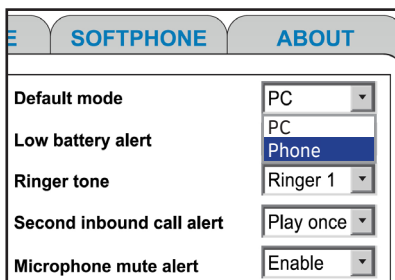 E SOFTPHONE ABOUT
Default mode PC
PC
Low battery alert
Phone
Ringer tone Ringer 1
Second inbound call alert Play once
Microphone mute alert Enable